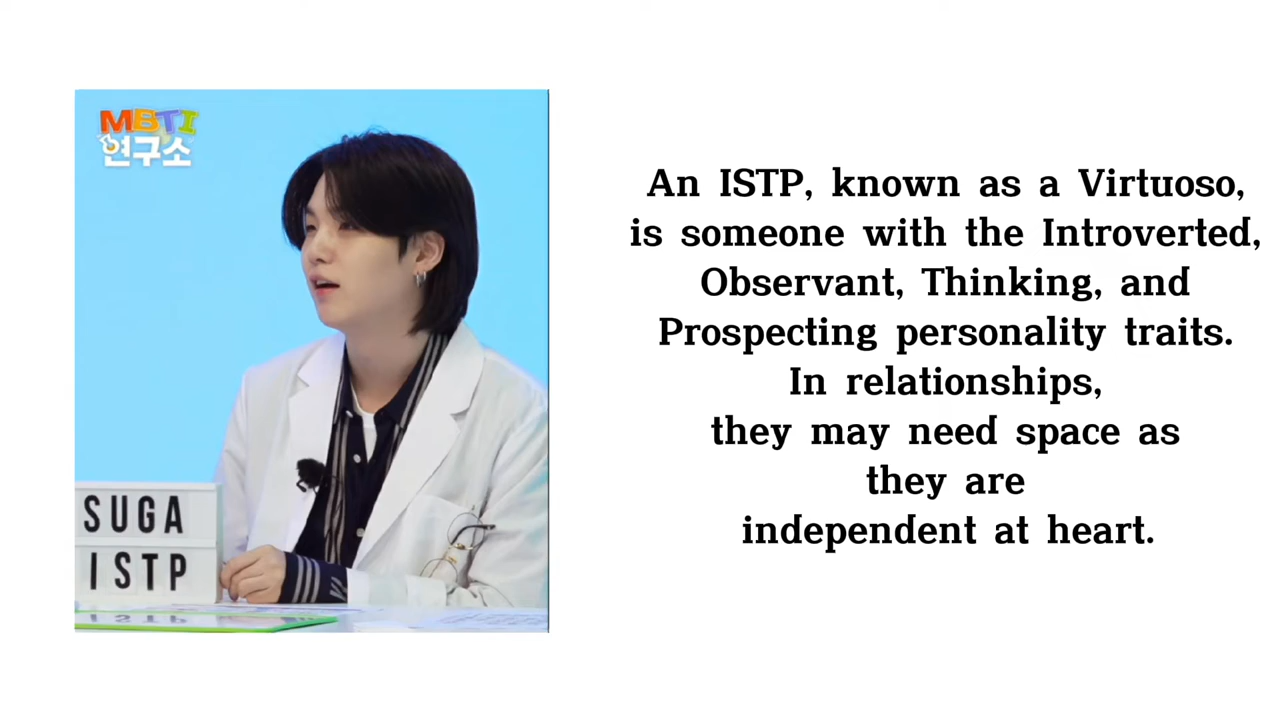 MBTI
연구소
SUGA
ISTP
An ISTP, known as a Virtuoso,
is someone with the Introverted,
Observant, Thinking, and
Prospecting personality traits.
In relationships,
they may need space as
they are
independent at heart.